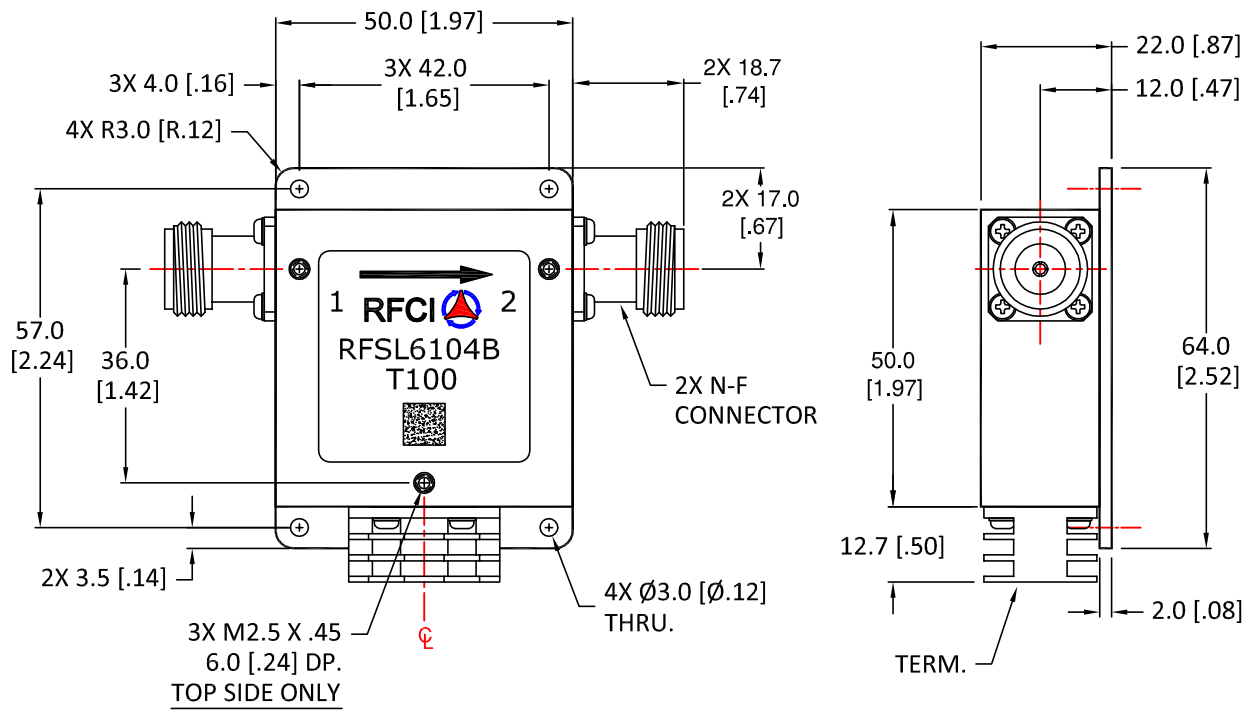 50.0 [1.97]
3X 4.0 [.16]
3X 42.0
[1.65]
2X 18.7
[.74]
4X R3.0 [R.12]
2X 17.0
[.67]
57.0
[2.24]
36.0
[1.42]
1
2
RFCI
RFSL6104B
T100
2X N-F
CONNECTOR
2X 3.5 [.14]
3X M2.5 X .45
6.0 [.24] DP.
TOP SIDE ONLY
CL
4X Ø3.0 [Ø.12]
THRU.
22.0 [.87]
12.0 [.47]
50.0
[1.97]
64.0
[2.52]
12.7 [.50]
2.0 [.08]
TERM.